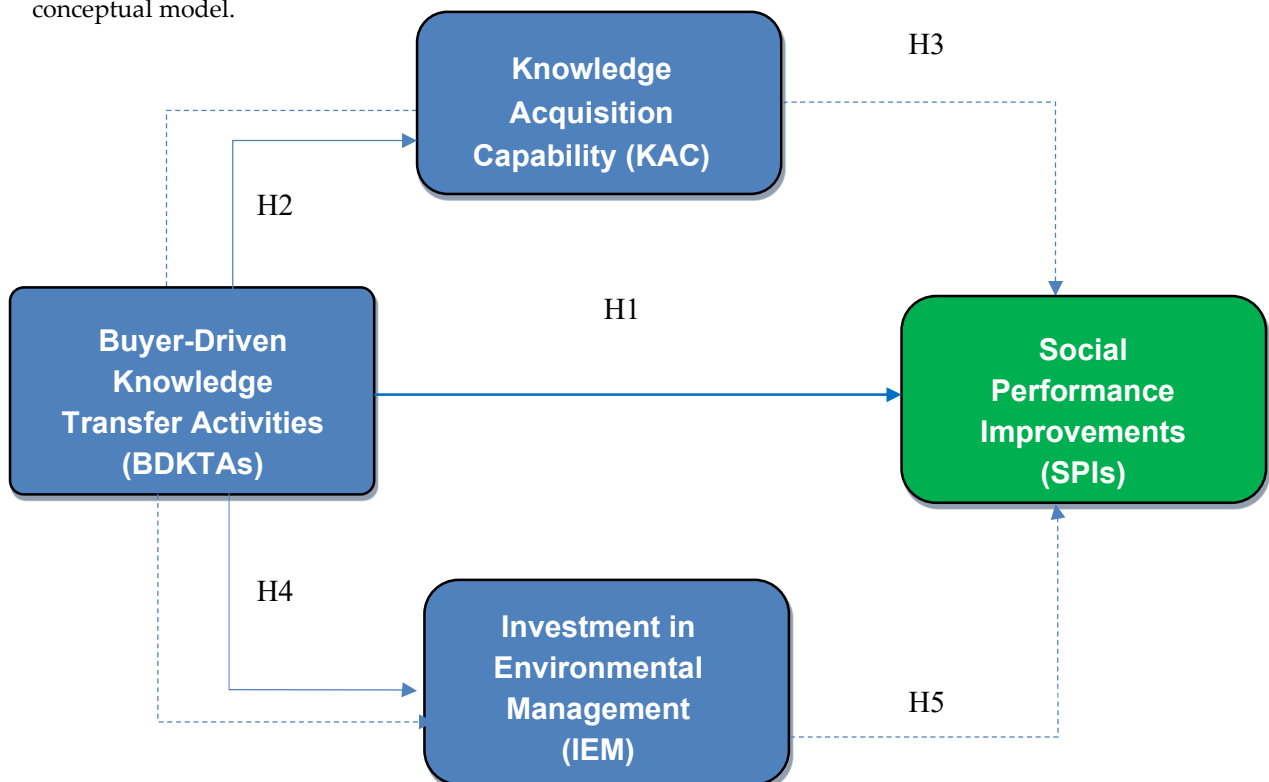 conceptual model.
H3
Knowledge
Acquisition
Capability (KAC)
H2
H1
Buyer-Driven
Knowledge
Transfer Activities
(BDKTAs)
Social
Performance
Improvements
(SPIs)
H4
Investment in
Environmental
Management
(IEM)
H5